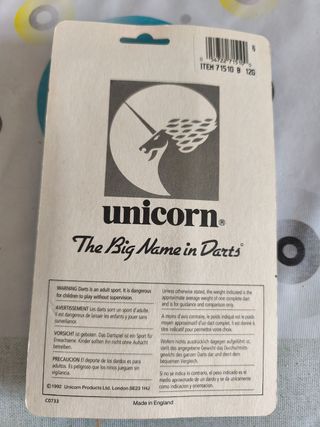 ITEM 71510 B 12G
unicorn®
The Big Name in Darts®
WARNING Darts is an adult sport. It is dangerous
for children to play without supervision.
AVERTISSEMENT Les darts sont un sport d'adulte.
Il est dangereux de laisser les enfants y jouer sans
surveillance.
VORSICHT ist geboten. Das Dartspiel ist ein Sport für
Erwachsene. Kinder sollten ihn nicht ohne Aufsicht
betreiben.
PRECAUCION El deporte de los dardos es para
adultos. Es peligroso que los niños jueguen sin
vigilancia.
©1992 Unicorn Products Ltd. London SE23 1HJ
Unless otherwise stated, the weight indicated is the
approximate average weight of one complete dart
and is for guidance and comparison only.
A moins d'avis contraire, le poids indiqué est le poids
moyen approximatif d'un dart complet. Il est donné à
titre indicatif pour permettre votre choix.
Wofern nicht ausdrücklich dagegen aufgeführt ist,
stellt das angegebene Gewicht das Durchschnitts-
gewicht des ganzen Darts dar und dient dem
bequemen Vergleich.
Si no se indica lo contrario, el peso indicado es el
medio aproximado de un dardo y se da unicamente
como indicacion y orientacion.
C0733
Made in England